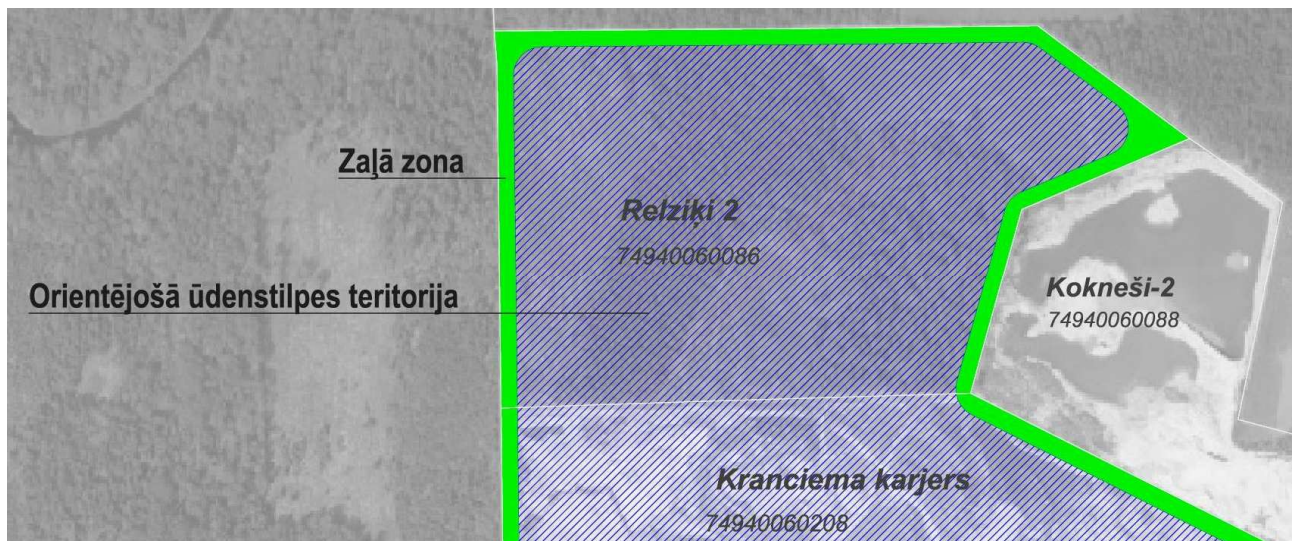 Zaļā zona
Relziķi 2
74940060086
Orientējošā ūdenstilpes teritorija
Kokneši-2
74940060088
Kranciema karjers
74940060208